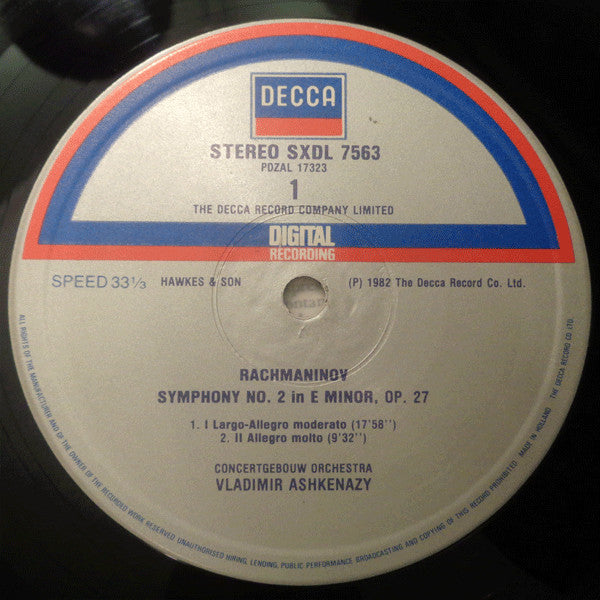 DECCA
STEREO SXDL 7563
PDZAL 17323
1
THE DECCA RECORD COMPANY LIMITED
DIGITAL
RECORDING
SPEED 33⅓
HAWKES & SON
(P) 1982 The Decca Record Co. Ltd.
RACHMANINOV
SYMPHONY NO. 2 in E MINOR, OP. 27
1. I Largo-Allegro moderato (17'58'')
2. II Allegro molto (9'32'')
CONCERTGEBOUW ORCHESTRA
VLADIMIR ASHKENAZY
ALL RIGHTS OF THE MANUFACTURER AND OF THE OWNER OF THE RECORDED WORK RESERVED UNAUTHORISED HIRING, LENDING, PUBLIC PERFORMANCE BROADCASTING AND COPYING OF THIS RECORD PROHIBITED. MADE IN HOLLAND THE DECCA RECORD CO LTD.